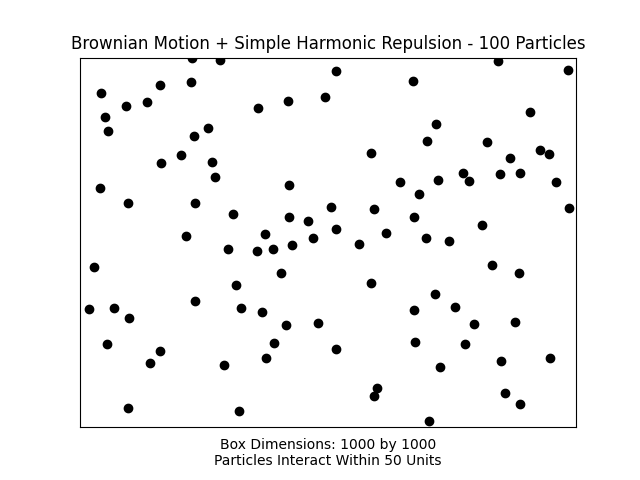 Brownian Motion + Simple Harmonic Repulsion - 100 Particles
Box Dimensions: 1000 by 1000
Particles Interact Within 50 Units